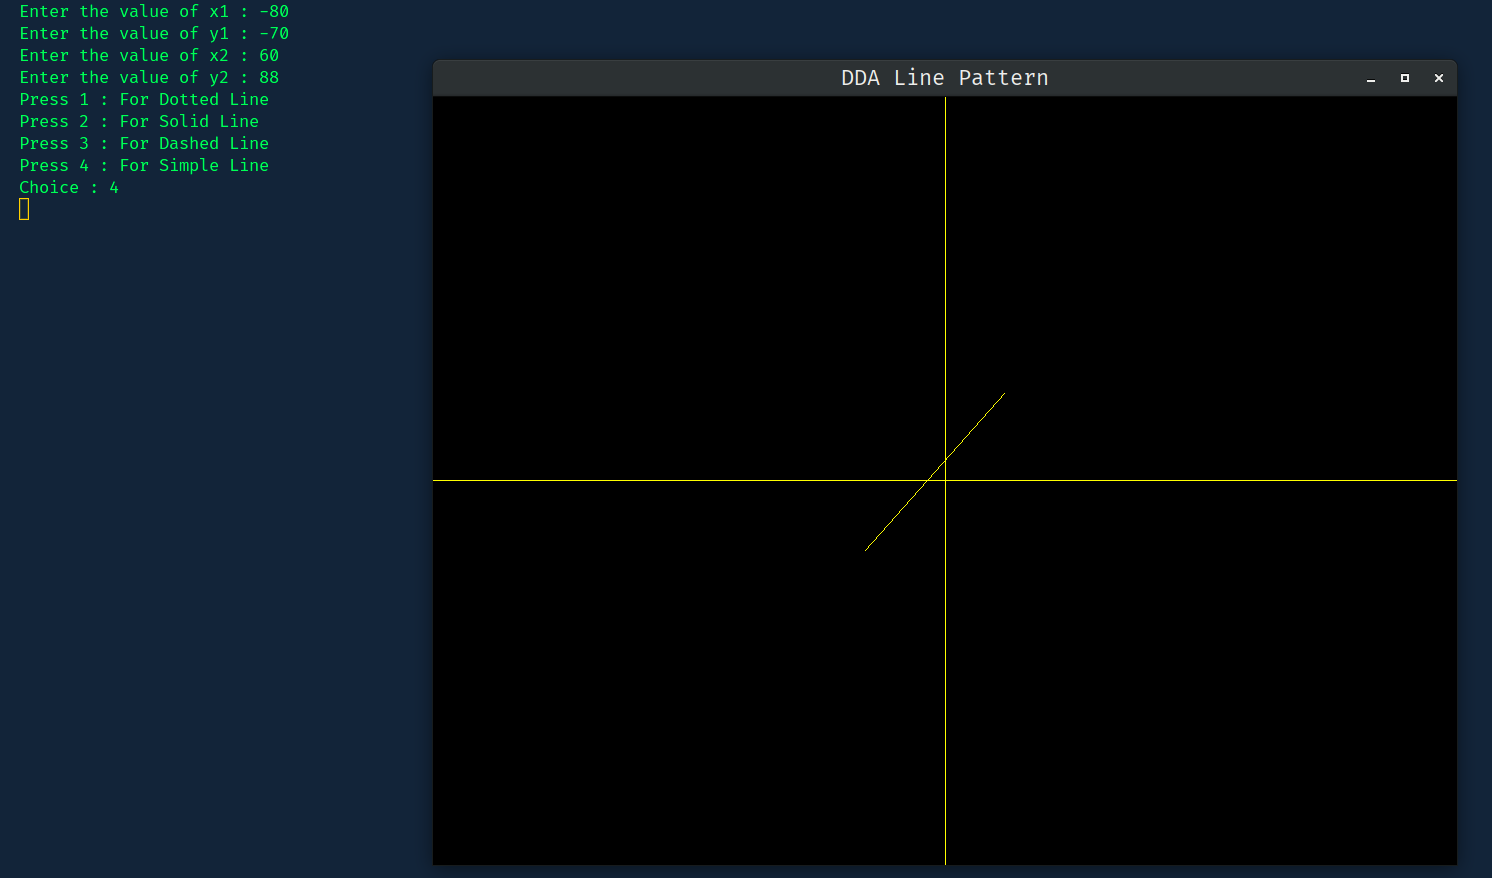 Enter the value of x1 : -80
Enter the value of y1 : -70
Enter the value of x2 : 60
Enter the value of y2 : 88
Press 1 : For Dotted Line
Press 2 : For Solid Line
Press 3 : For Dashed Line
Press 4 : For Simple Line
Choice : 4
DDA Line Pattern